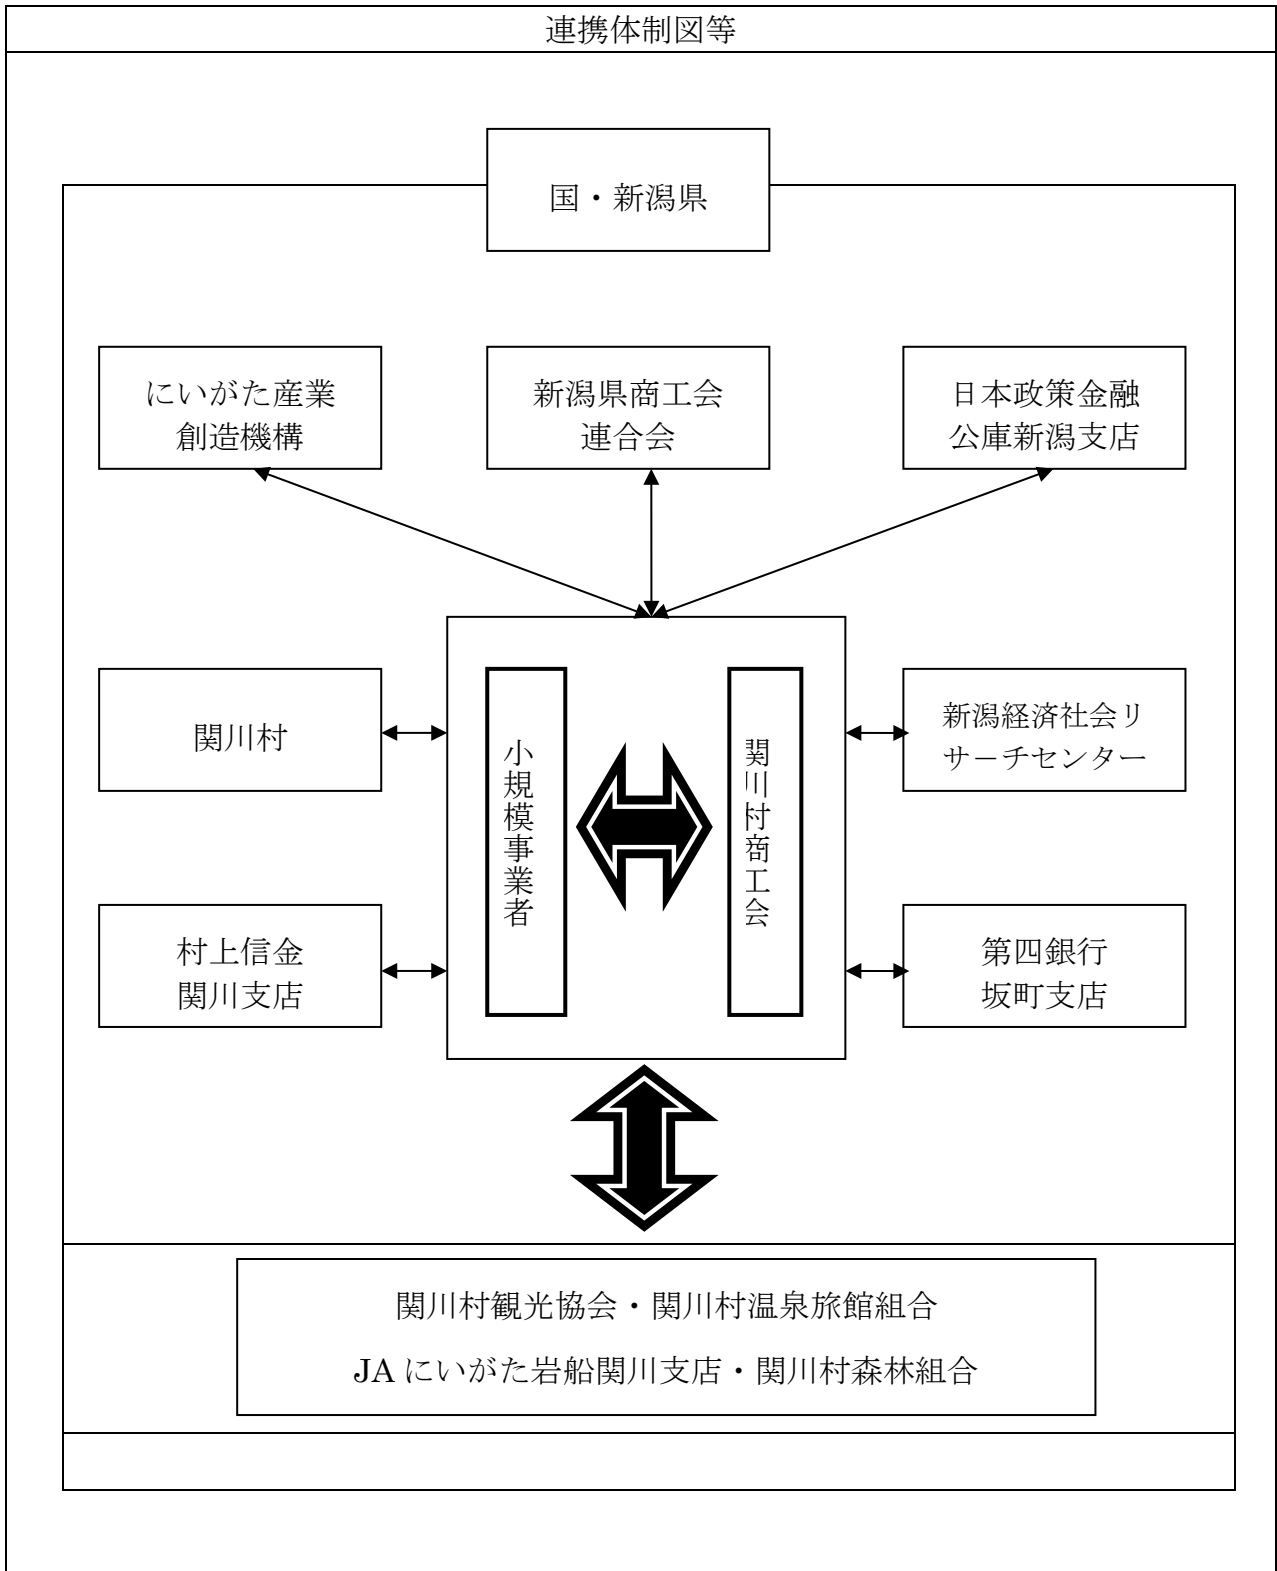 連携体制図等
国・新潟県
にいがた産業
創造機構
新潟県商工会
連合会
日本政策金融
公庫新潟支店
関川村
小規模事業者
関川村商工会
新潟経済社会リ
サーチセンター
村上信金
関川支店
第四銀行
坂町支店
関川村観光協会・関川村温泉旅館組合
JAにいがた岩船関川支店・関川村森林組合